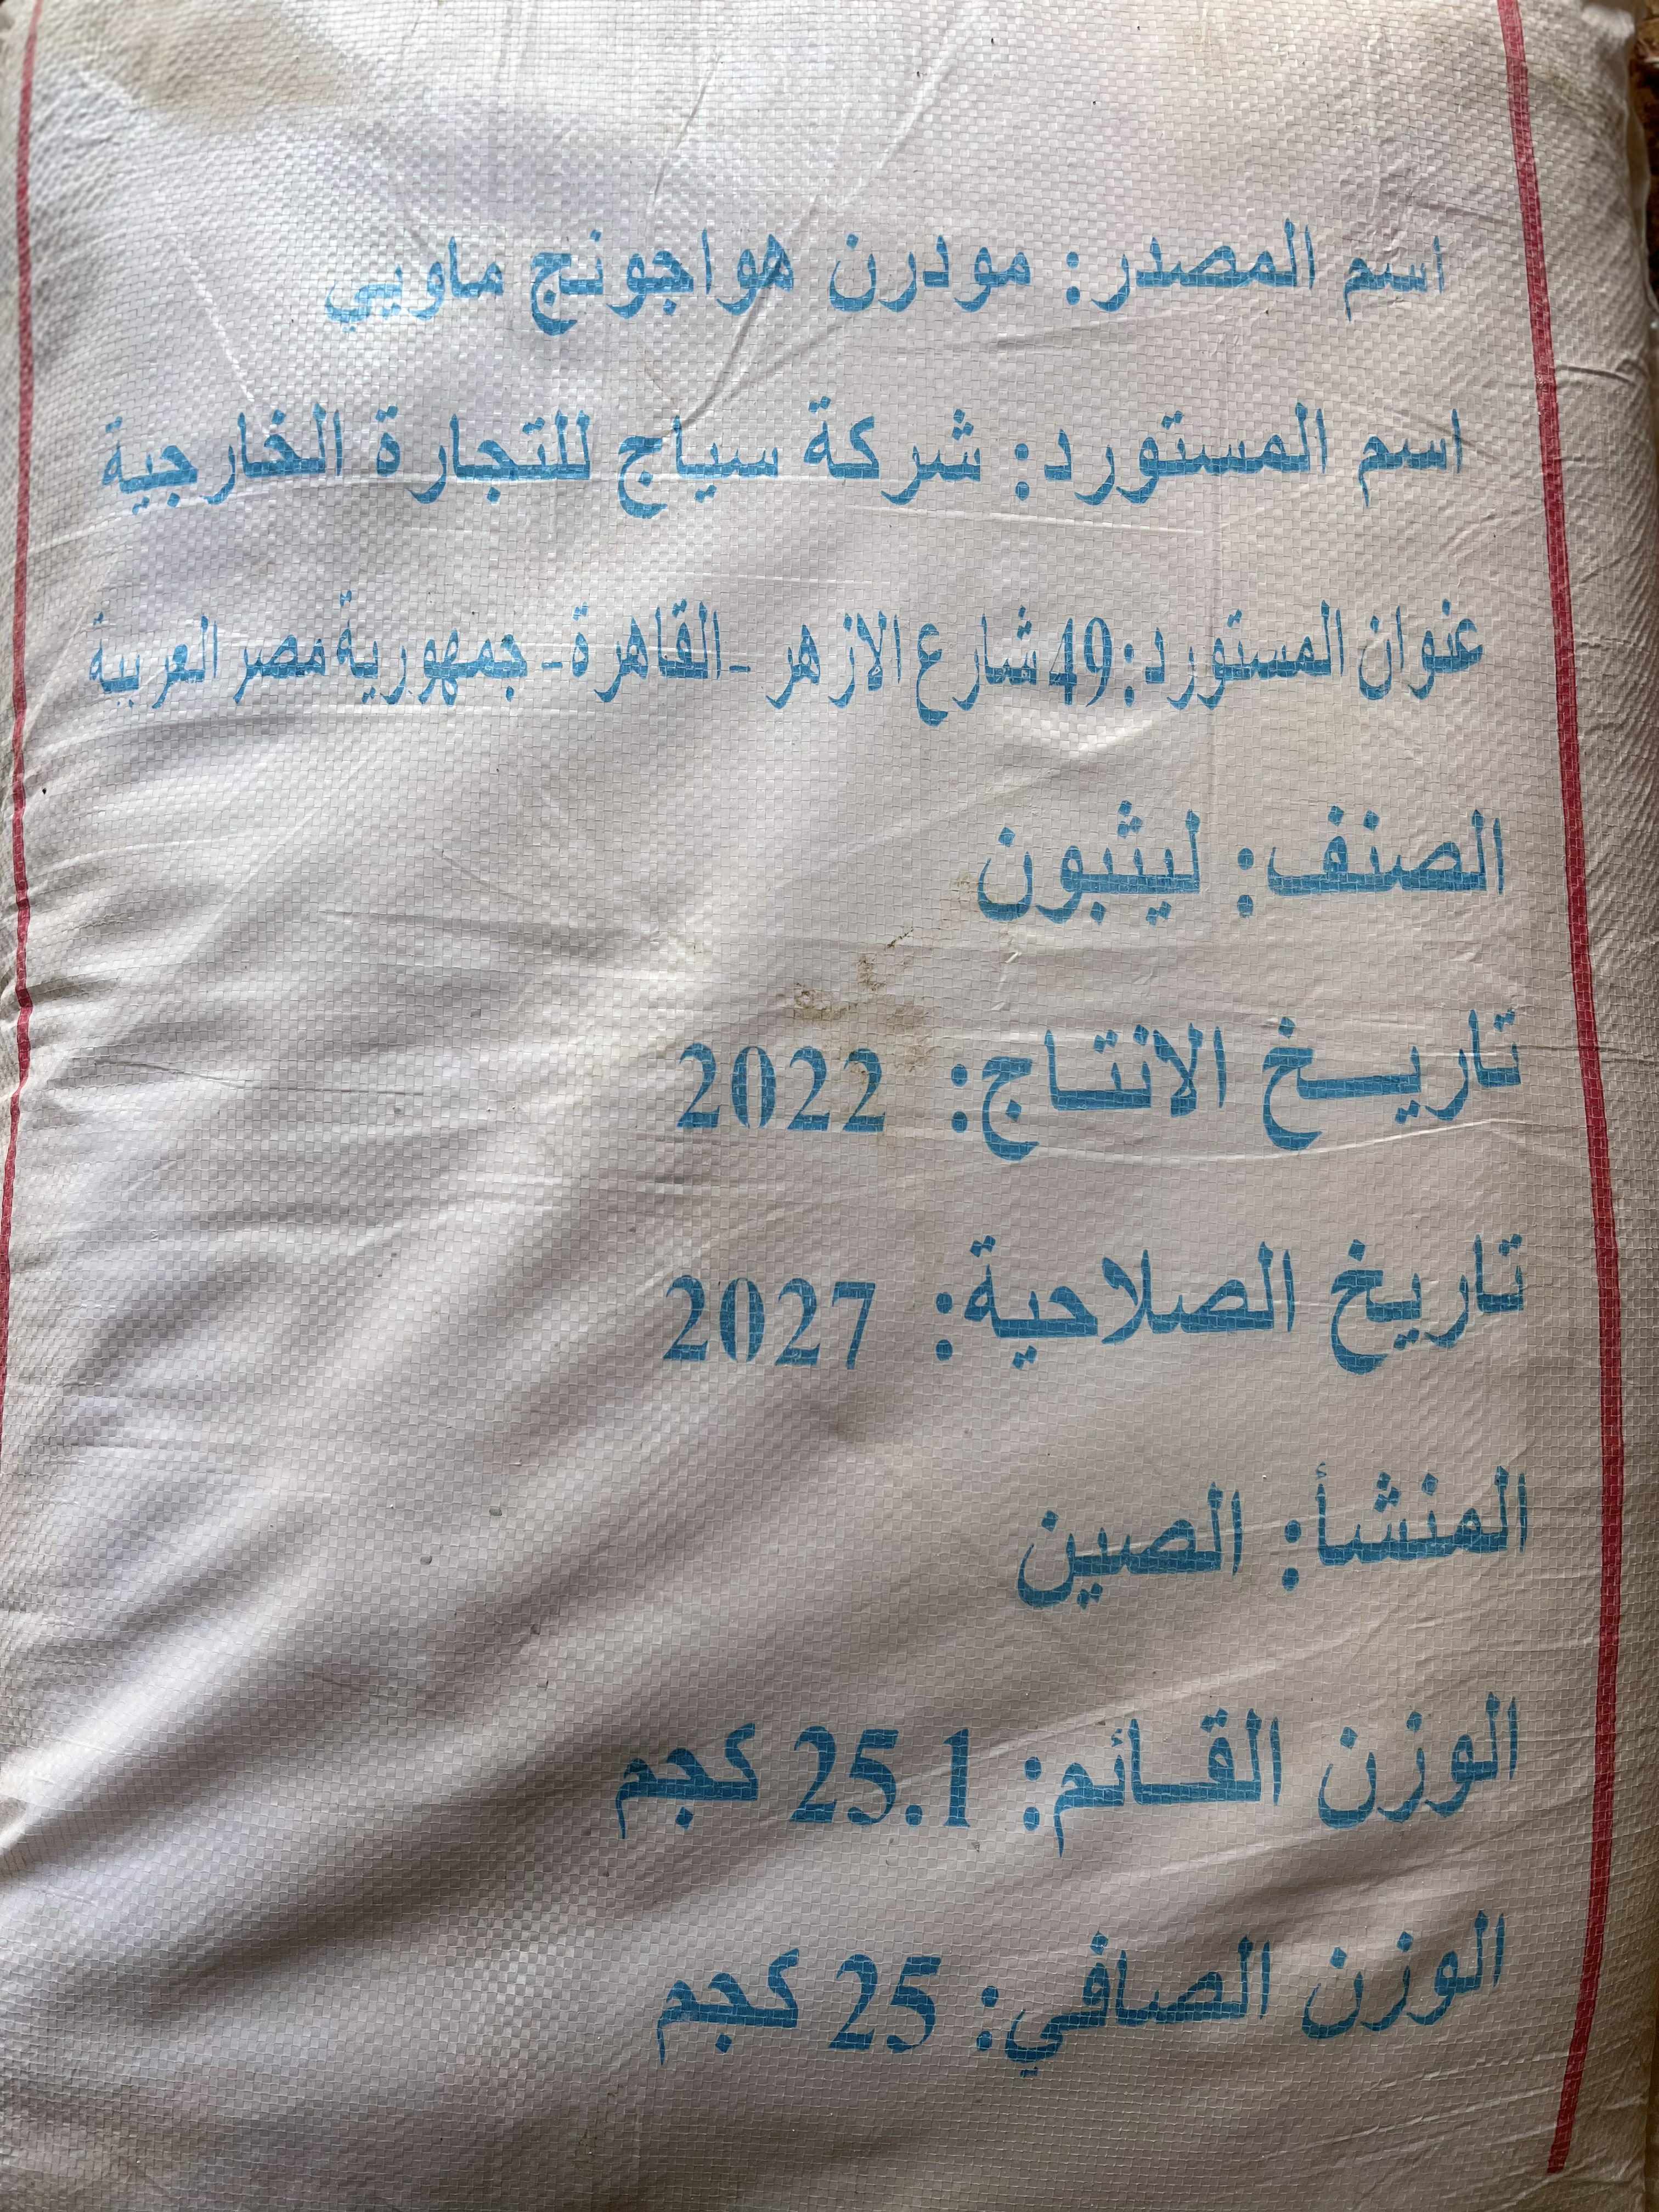 اسم المصدر: مودرن هواجونج ماويي
اسم المستورد: شركة سياج للتجارة الخارجية
عنوان المستورد:49 شارع الازهر -القاهرة- جمهورية مصر العربية
الصنف: ليثبون
تاريخ الانتاج: 2022
تاريخ الصلاحية: 2027
المنشأ: الصين
الوزن القائم: 25.1 كجم
الوزن الصافي: 25 كجم